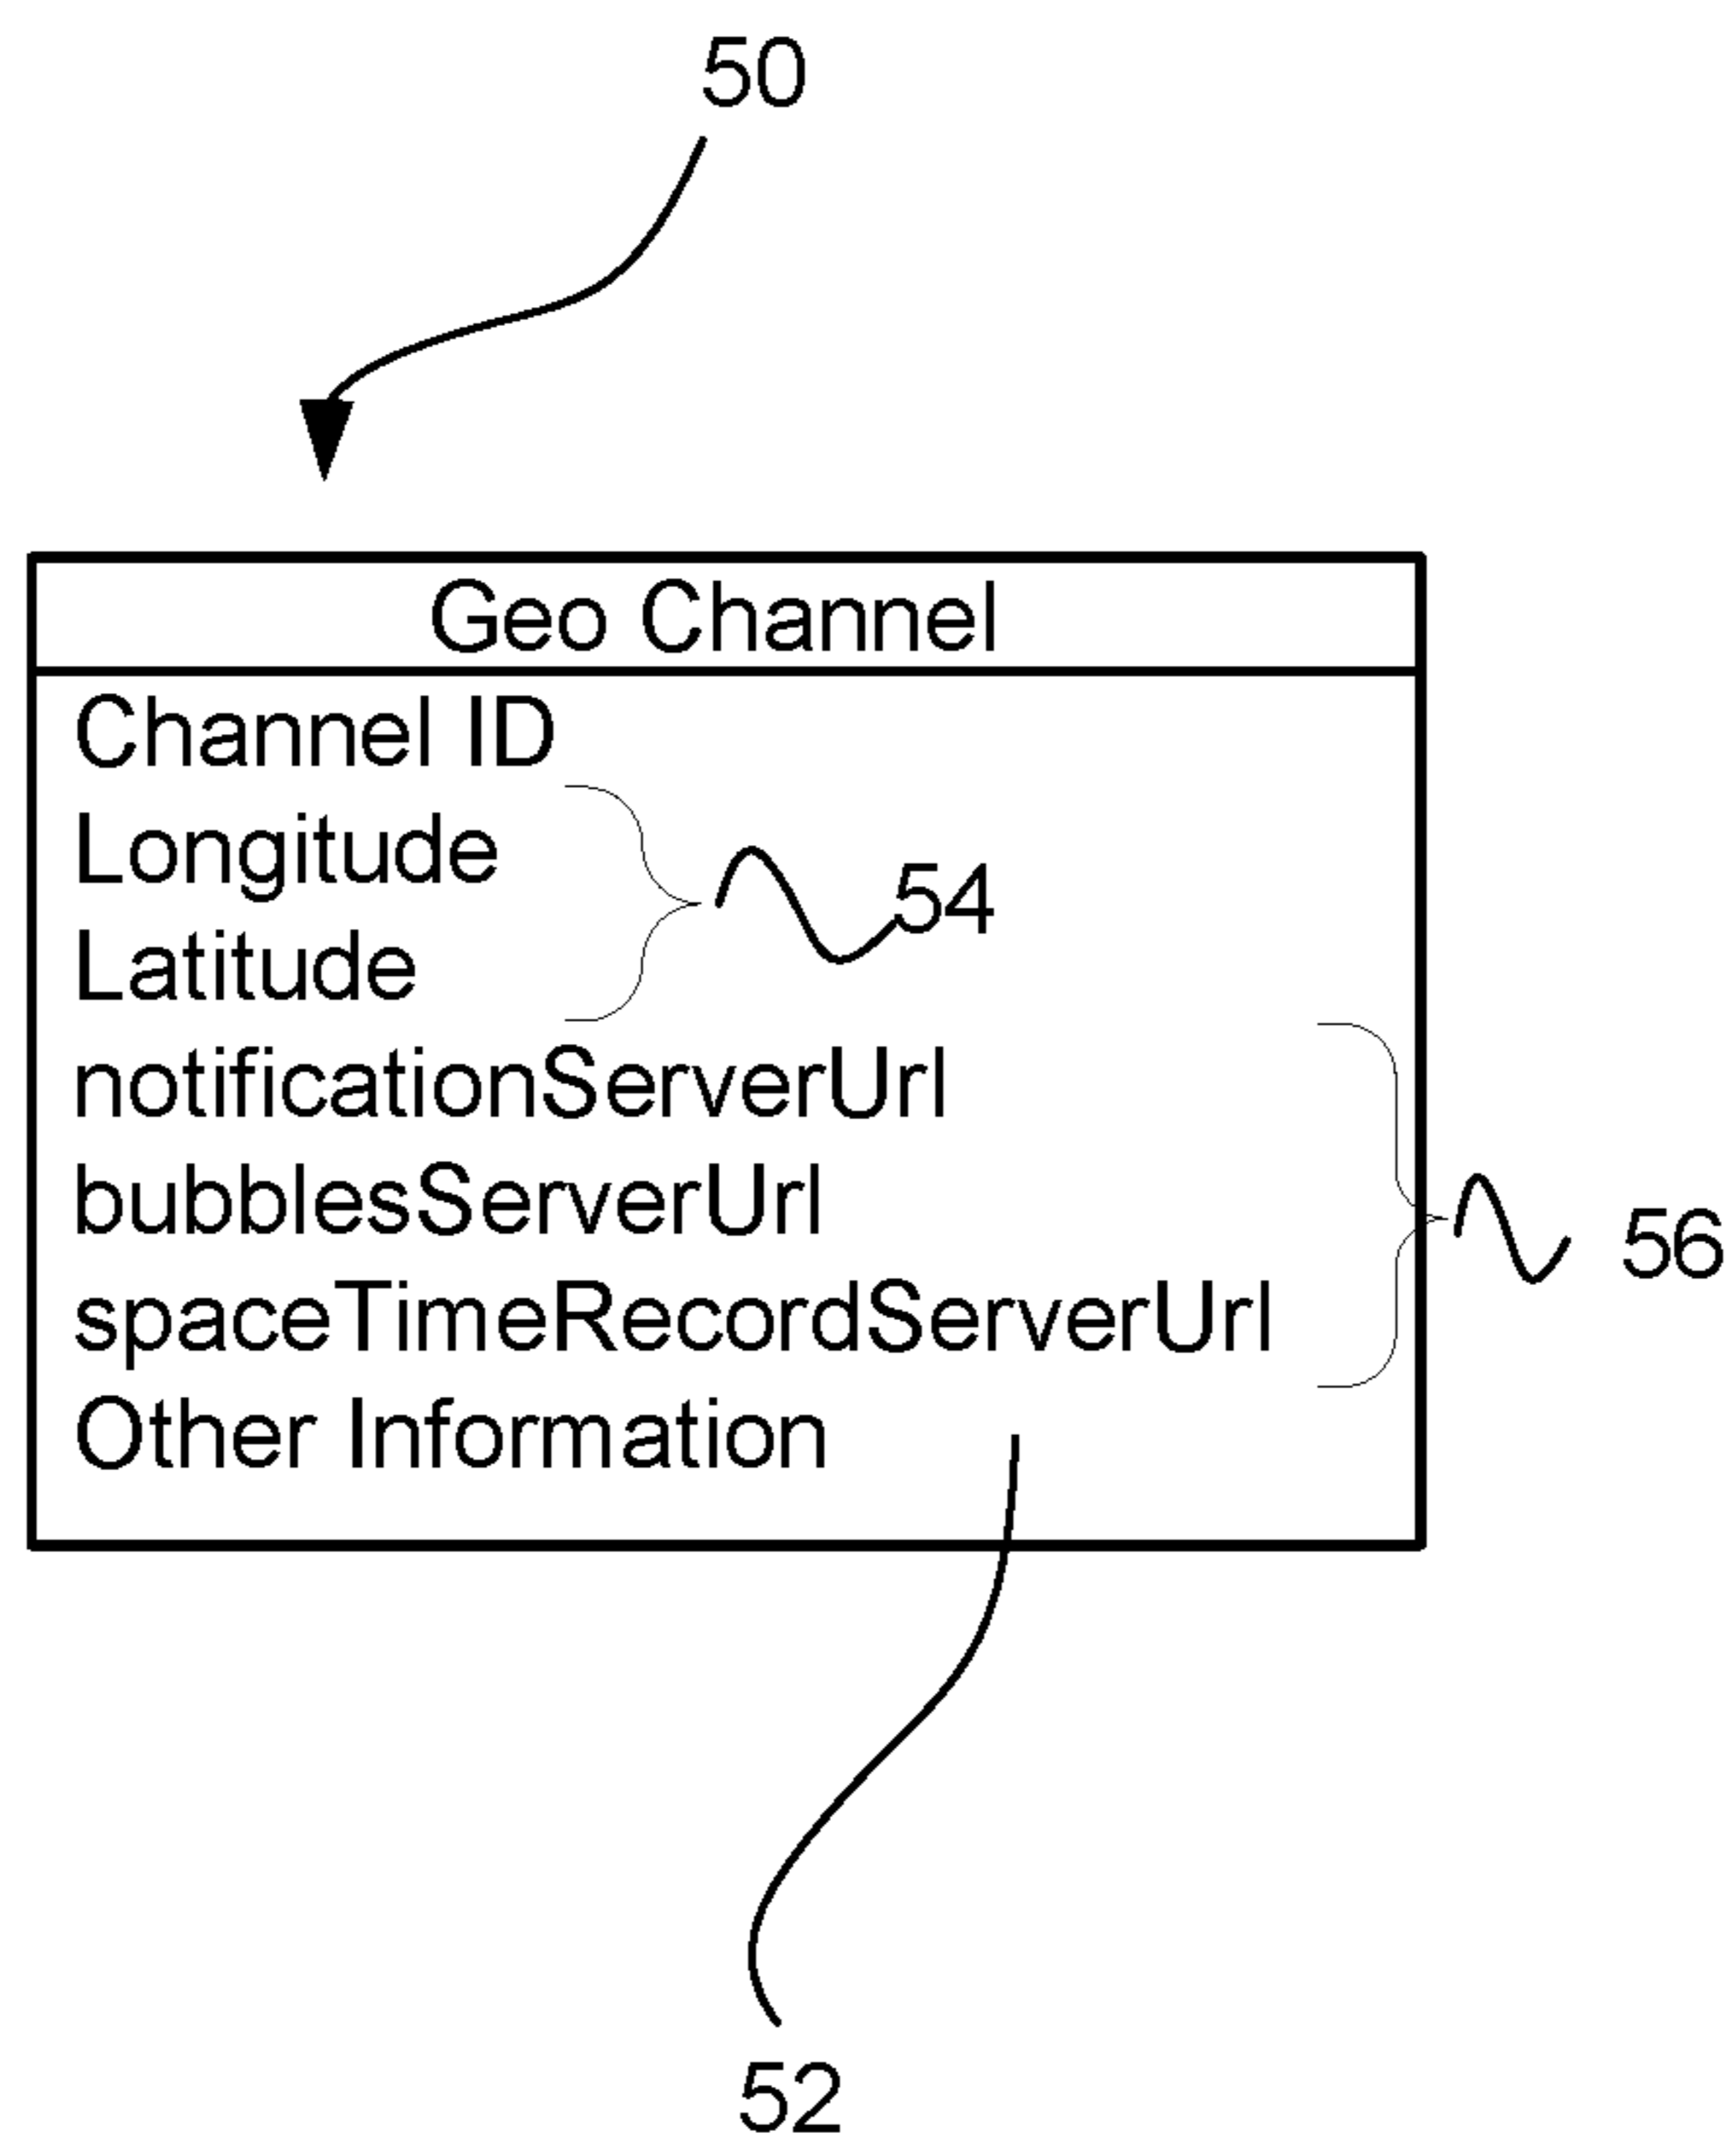 50
Geo Channel
Channel ID
Longitude
54
Latitude
notificationServerUrl
bubblesServerUrl
56
spaceTimeRecordServerUrl
Other Information
52